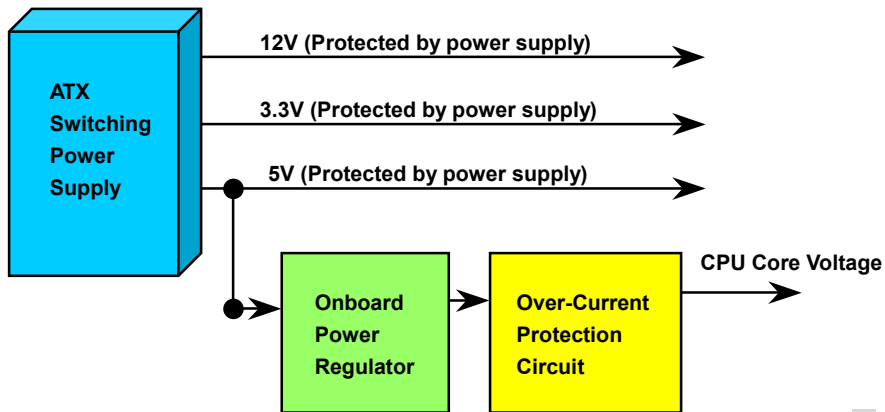 12V (Protected by power supply)
ATX
Switching
Power
Supply
3.3V (Protected by power supply)
5V (Protected by power supply)
CPU Core Voltage
Onboard
Power
Regulator
Over-Current
Protection
Circuit